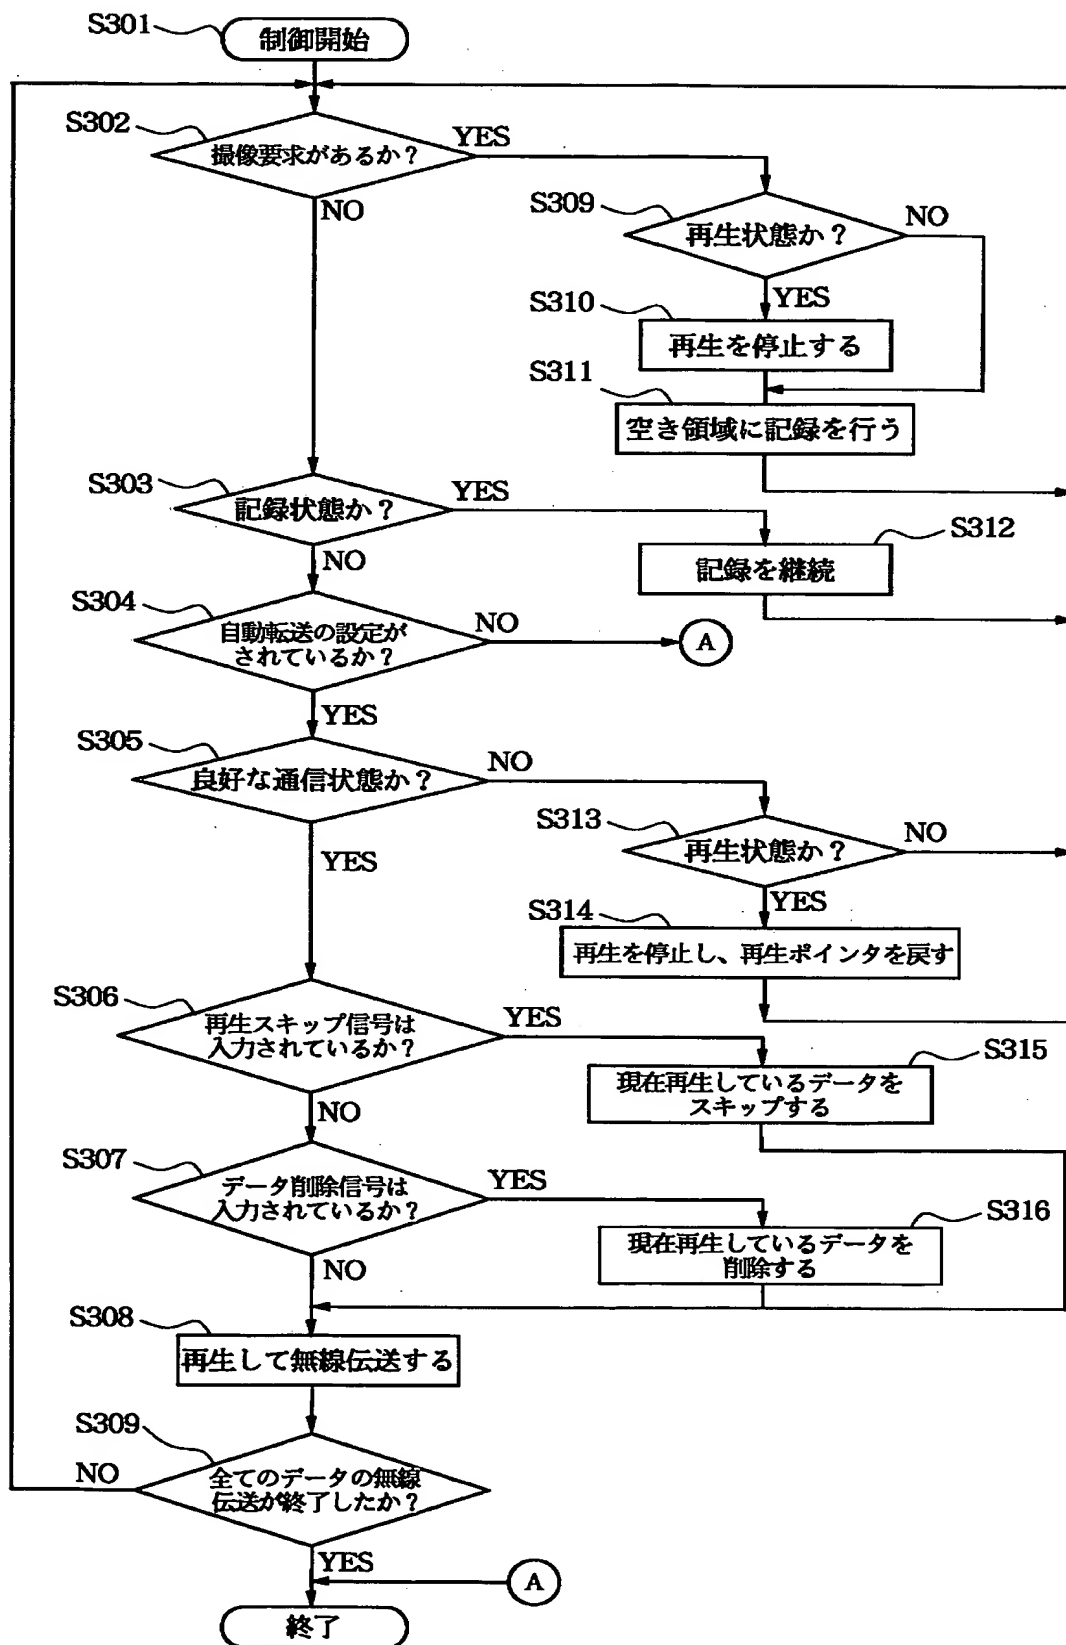 S301
制御開始
S302
撮像要求があるか？
YES
NO
S309
再生状態か？
NO
YES
S310
再生を停止する
S311
空き領域に記録を行う
S303
記録状態か？
YES
NO
S312
記録を継続
S304
自動転送の設定が
されているか？
NO
A
YES
S305
良好な通信状態か？
NO
YES
S313
再生状態か？
NO
YES
S314
再生を停止し、再生ポインタを戻す
S306
再生スキップ信号は
入力されているか？
YES
NO
S315
現在再生しているデータを
スキップする
S307
データ削除信号は
入力されているか？
YES
NO
S316
現在再生しているデータを
削除する
S308
再生して無線伝送する
S309
全てのデータの無線
伝送が終了したか？
NO
YES
A
終了